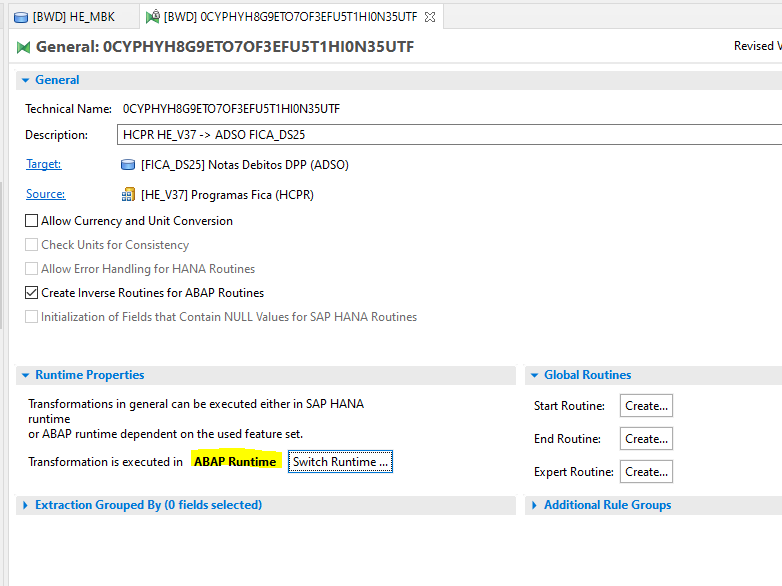 [BWD] HE_MBK
[BWD] 0CYPHYH8G9ETO7OF3EFU5T1HI0N35UTF
General: 0CYPHYH8G9ETO7OF3EFU5T1HI0N35UTF
Revised V
General
Technical Name: 0CYPHYH8G9ETO7OF3EFU5T1HI0N35UTF
Description: HCPR HE_V37 -> ADSO FICA_DS25
Target: [FICA_DS25] Notas Debitos DPP (ADSO)
Source: [HE_V37] Programas Fica (HCPR)
Allow Currency and Unit Conversion
Check Units for Consistency
Allow Error Handling for HANA Routines
Create Inverse Routines for ABAP Routines
Initialization of Fields that Contain NULL Values for SAP HANA Routines
Runtime Properties
Transformations in general can be executed either in SAP HANA
runtime
or ABAP runtime dependent on the used feature set.
Transformation is executed in ABAP Runtime Switch Runtime ...
Global Routines
Start Routine: Create...
End Routine: Create...
Expert Routine: Create...
Extraction Grouped By (0 fields selected)
Additional Rule Groups